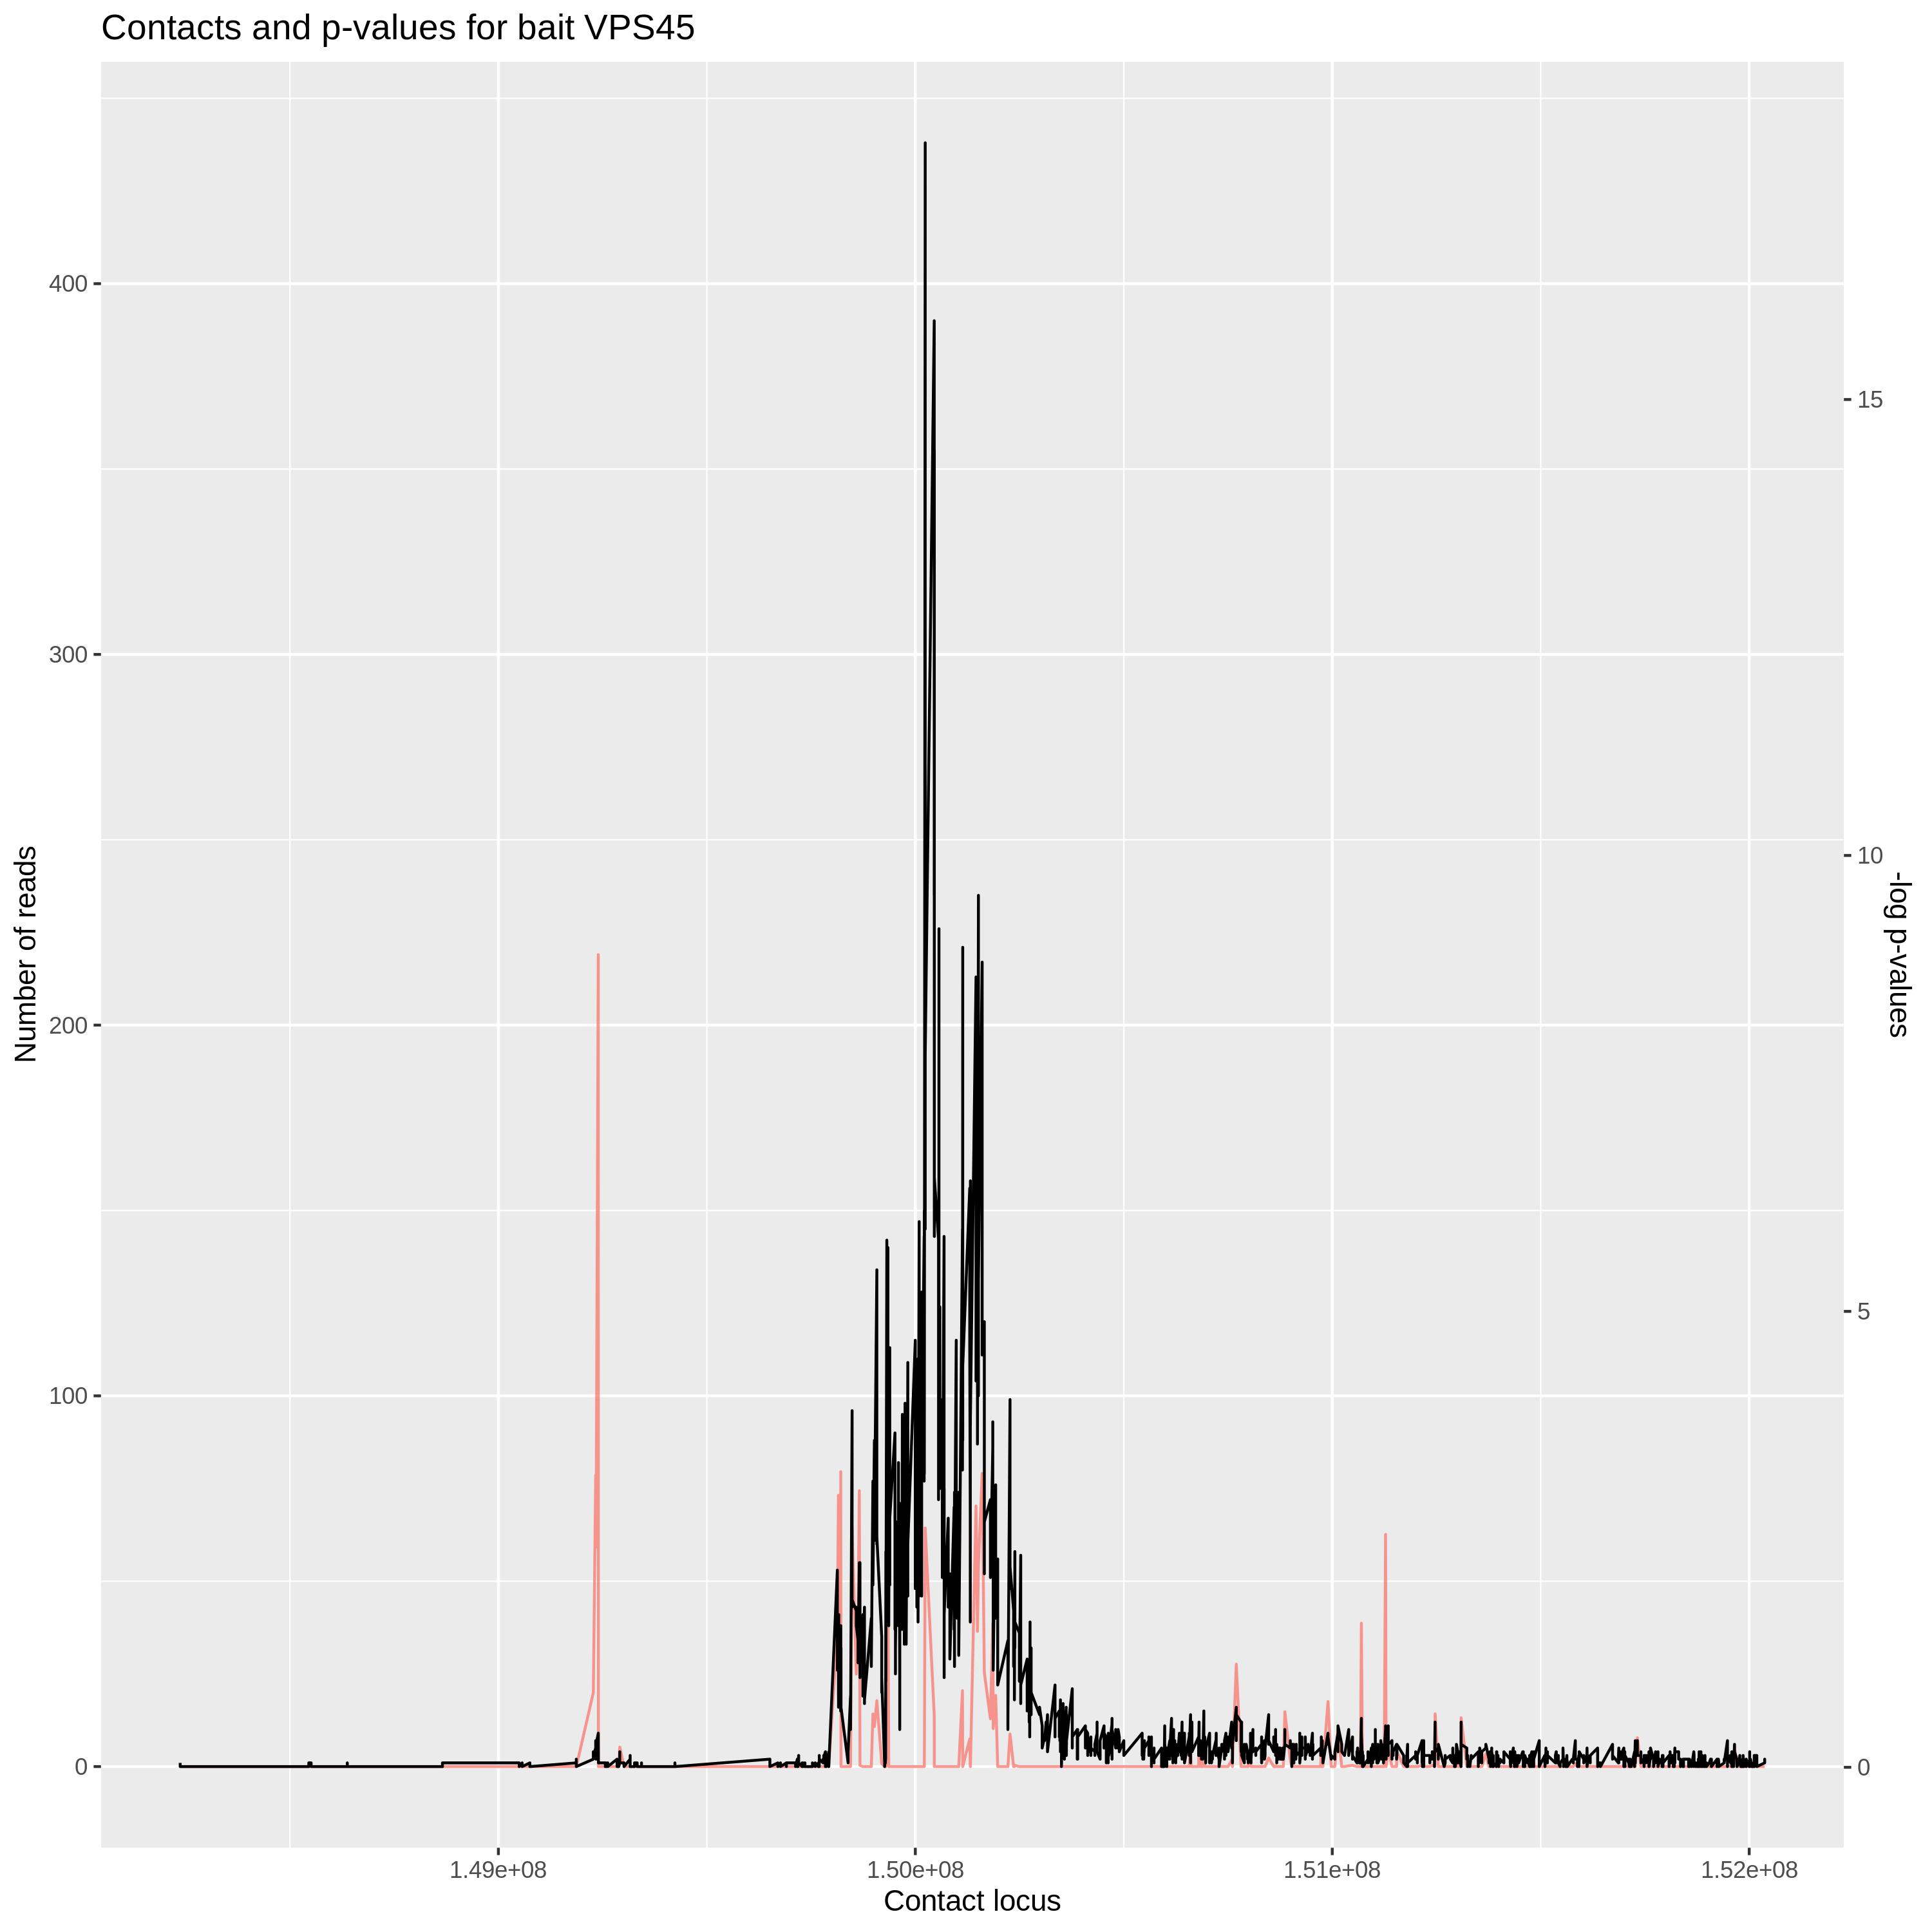 Contacts and p-values for bait VPS45
400
300
200
100
0
Number of reads
15
10
5
0
-log p-values
1.49e+08
1.50e+08
1.51e+08
1.52e+08
Contact locus